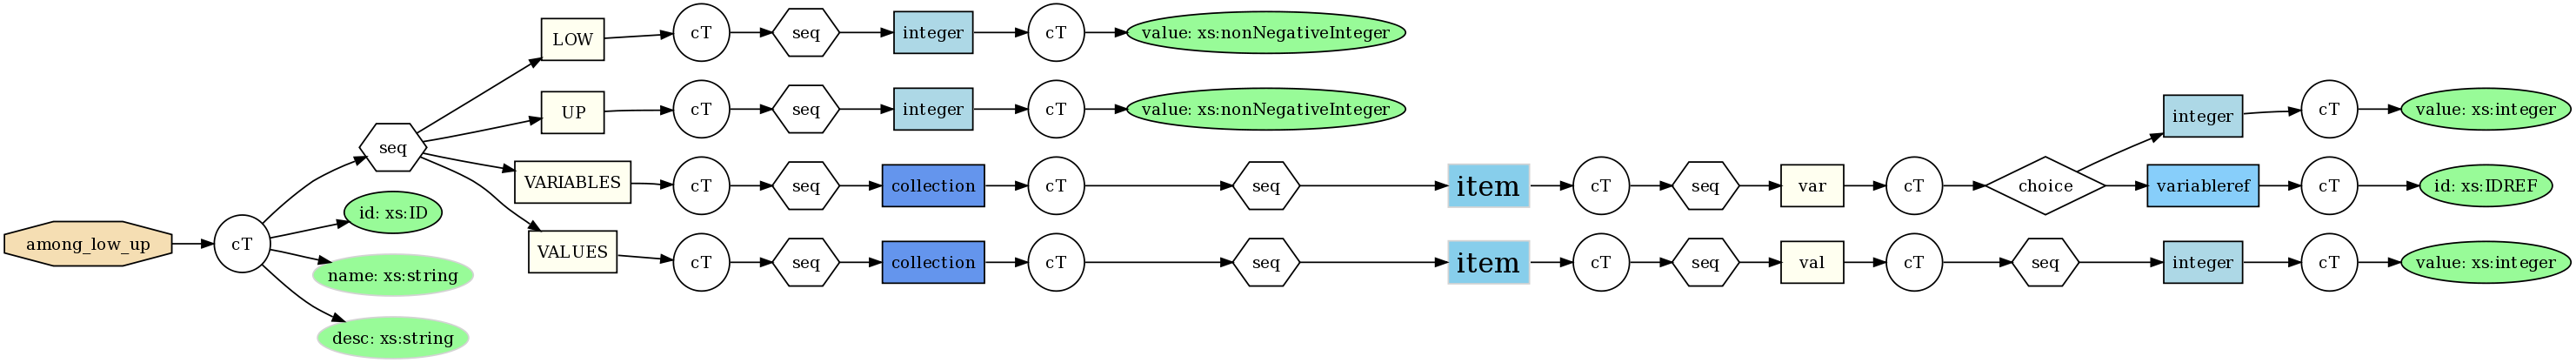 LOW cT seq integer cT value: xs:nonNegativeInteger
UP cT seq integer cT value: xs:nonNegativeInteger
integer cT value: xs:integer
seq
VARIABLES cT seq collection cT seq item cT seq var cT choice variableref cT id: xs:IDREF
id: xs:ID
among_low_up cT
VALUES cT seq collection cT seq item cT seq val cT seq integer cT value: xs:integer
name: xs:string
desc: xs:string